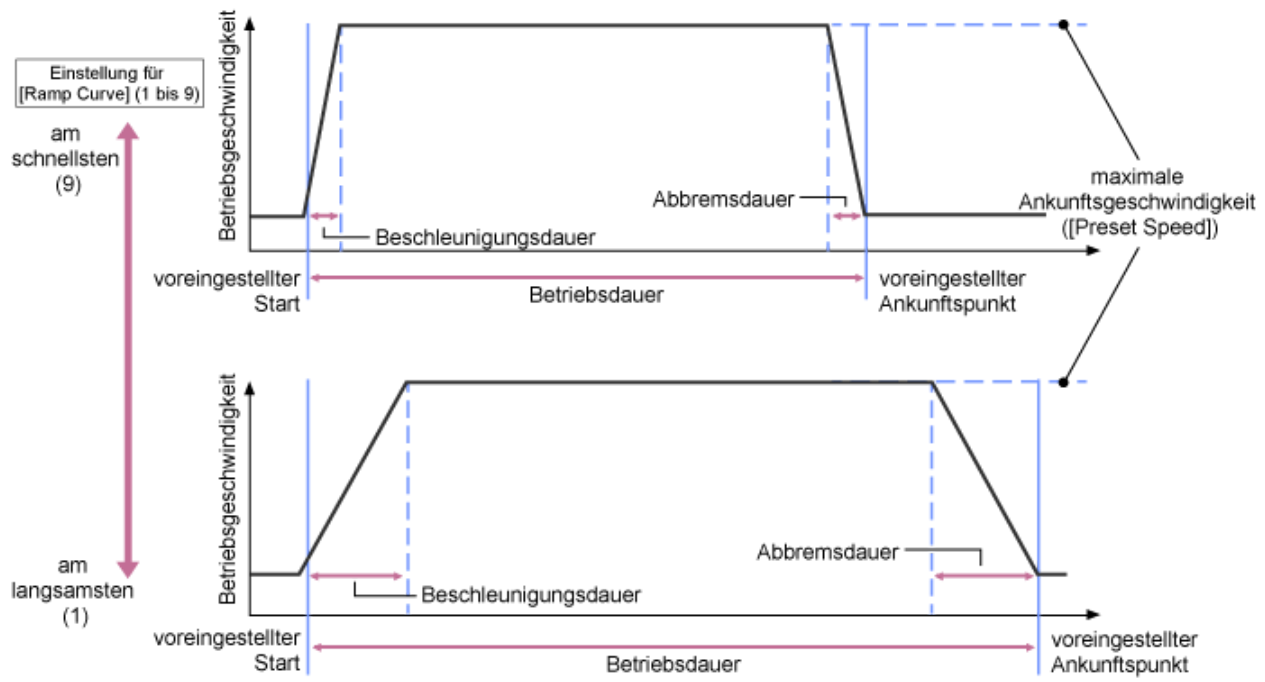 Einstellung für
[Ramp Curve] (1 bis 9)
am
schnellsten
(9)
am
langsamsten
(1)
Betriebsgeschwindigkeit
Abbremsdauer
Beschleunigungsdauer
voreingestellter
Start
Betriebsdauer
voreingestellter
Ankunftspunkt
maximale
Ankunftsgeschwindigkeit
([Preset Speed])
Betriebsgeschwindigkeit
Abbremsdauer
Beschleunigungsdauer
voreingestellter
Start
Betriebsdauer
voreingestellter
Ankunftspunkt